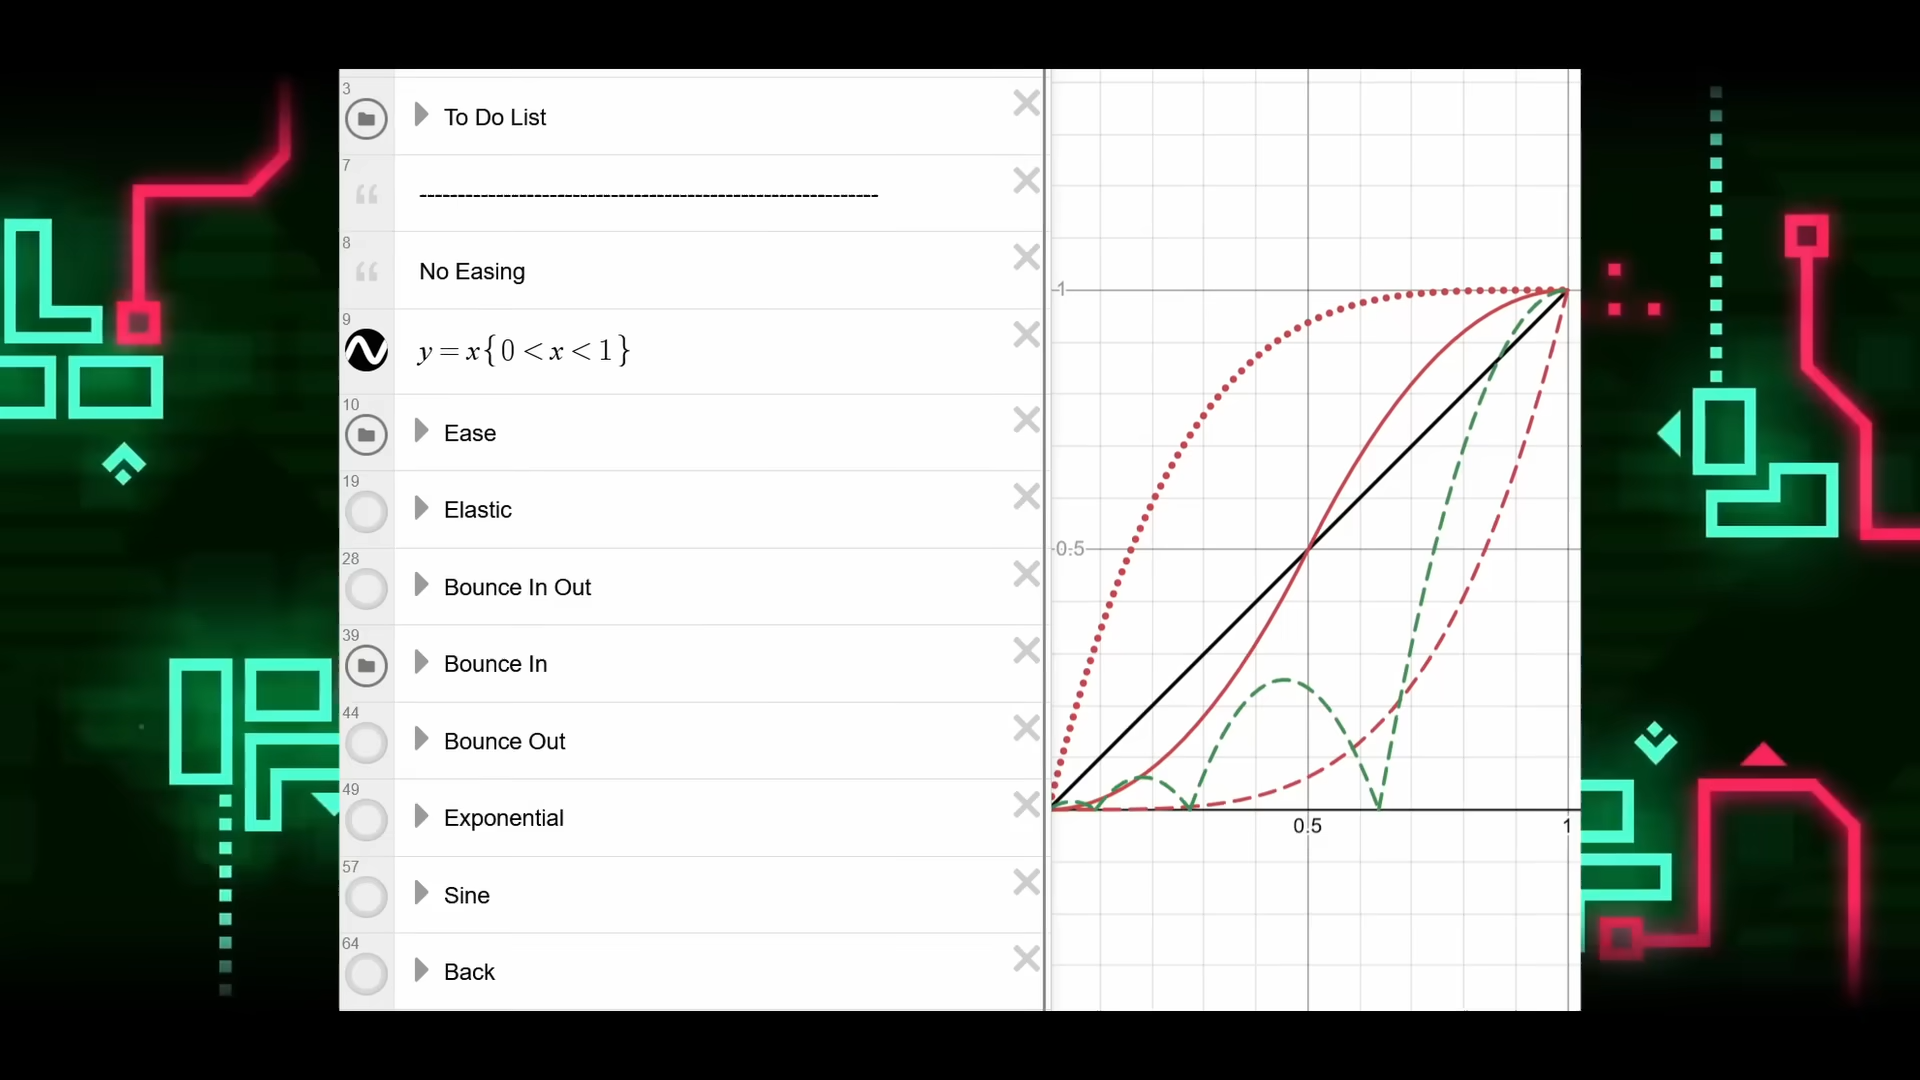 3
To Do List
7
------------------------------------------------------------
8
No Easing
9
y = x{0 < x < 1}
10
Ease
19
Elastic
28
Bounce In Out
39
Bounce In
44
Bounce Out
49
Exponential
57
Sine
64
Back
1
0.5
0.5
1